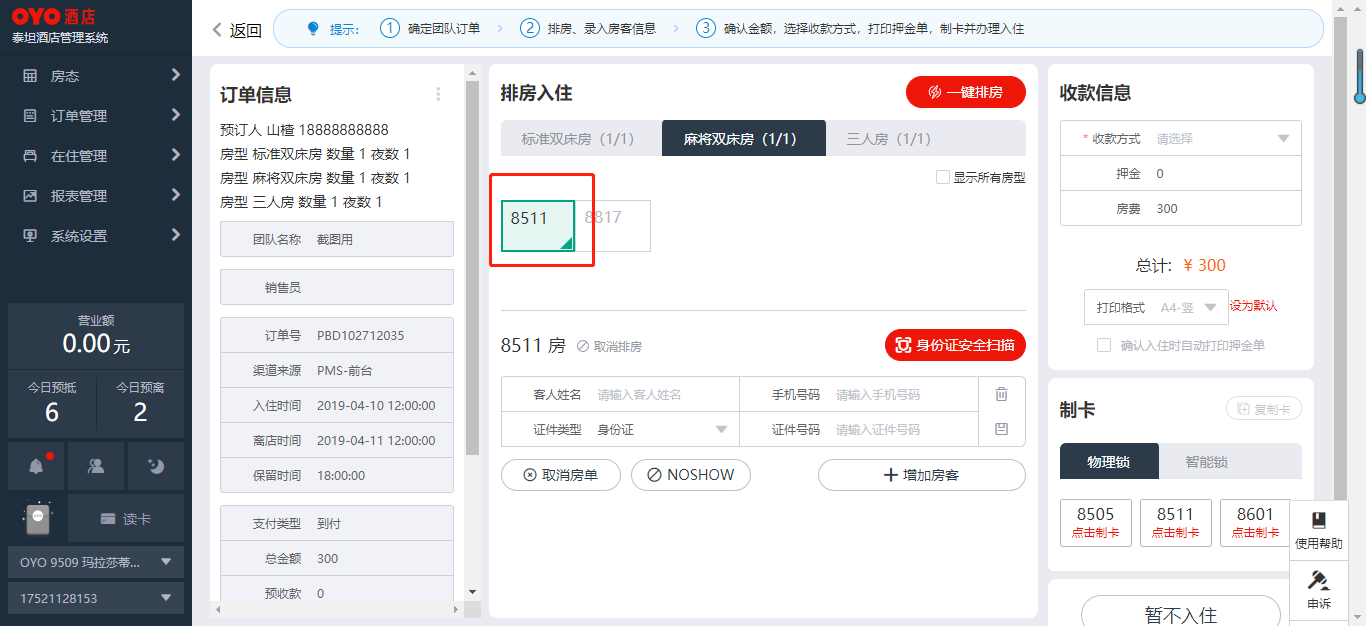 OYO 酒店
泰坦酒店管理系统
房态
订单管理
在住管理
报表管理
系统设置
营业额
0.00元
今日预抵
6
今日预离
2
读卡
OYO 9509 玛拉莎蒂...
17521128153
返回
提示:
1 确定团队订单
2 排房、录入房客信息
3 确认金额，选择收款方式，打印押金单，制卡并办理入住
订单信息
预订人 山楂 18888888888
房型 标准双床房 数量 1 夜数 1
房型 麻将双床房 数量 1 夜数 1
房型 三人房 数量 1 夜数 1
团队名称 截图用
销售员
订单号 PBD102712035
渠道来源 PMS-前台
入住时间 2019-04-10 12:00:00
离店时间 2019-04-11 12:00:00
保留时间 18:00:00
支付类型 到付
总金额 300
预收款 0
排房入住
一键排房
标准双床房（1/1）
麻将双床房（1/1）
三人房（1/1）
显示所有房型
8511
8817
8511 房
取消排房
身份证安全扫描
客人姓名 请输入客人姓名
手机号码 请输入手机号码
证件类型 身份证
证件号码 请输入证件号码
取消房单
NOSHOW
增加房客
收款信息
* 收款方式 请选择
押金 0
房费 300
总计: ¥ 300
打印格式 A4-竖
设为默认
确认入住时自动打印押金单
制卡
复制卡
物理锁
智能锁
8505
点击制卡
8511
点击制卡
8601
点击制卡
使用帮助
申诉
暂不入住